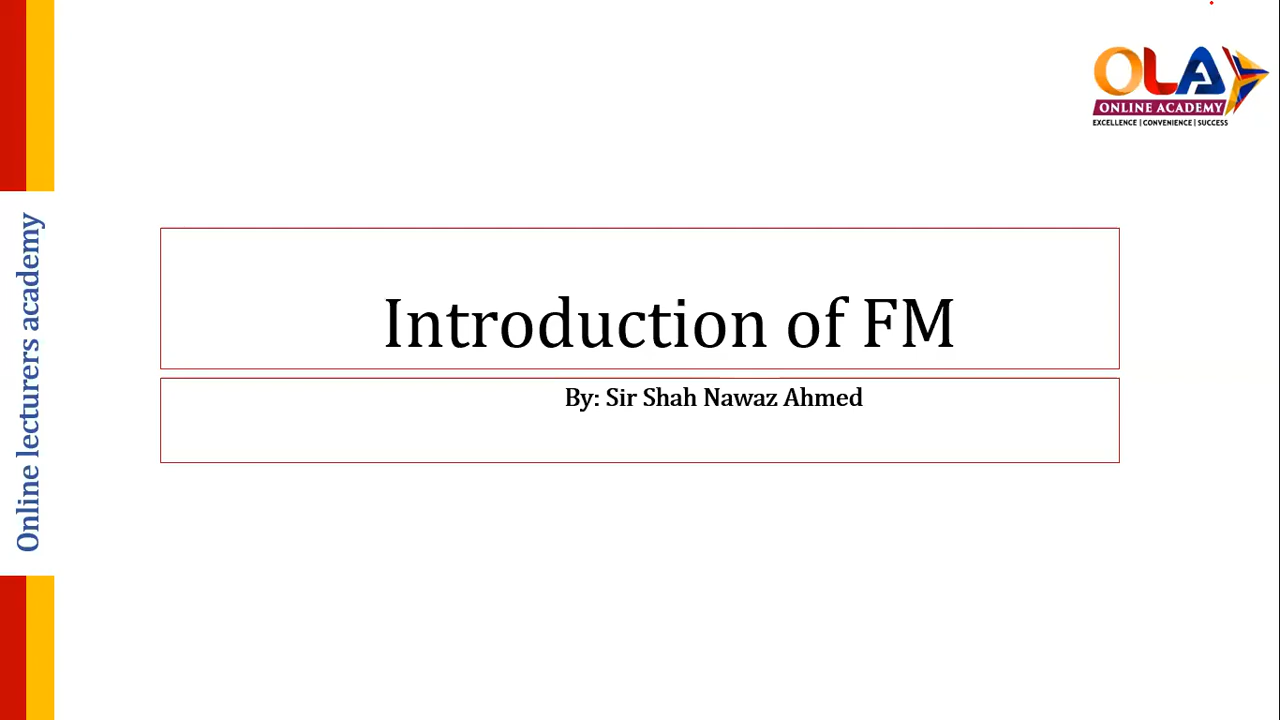 OLA
ONLINE ACADEMY
EXCELLENCE | CONVENIENCE | SUCCESS
Online lecturers academy
Introduction of FM
By: Sir Shah Nawaz Ahmed